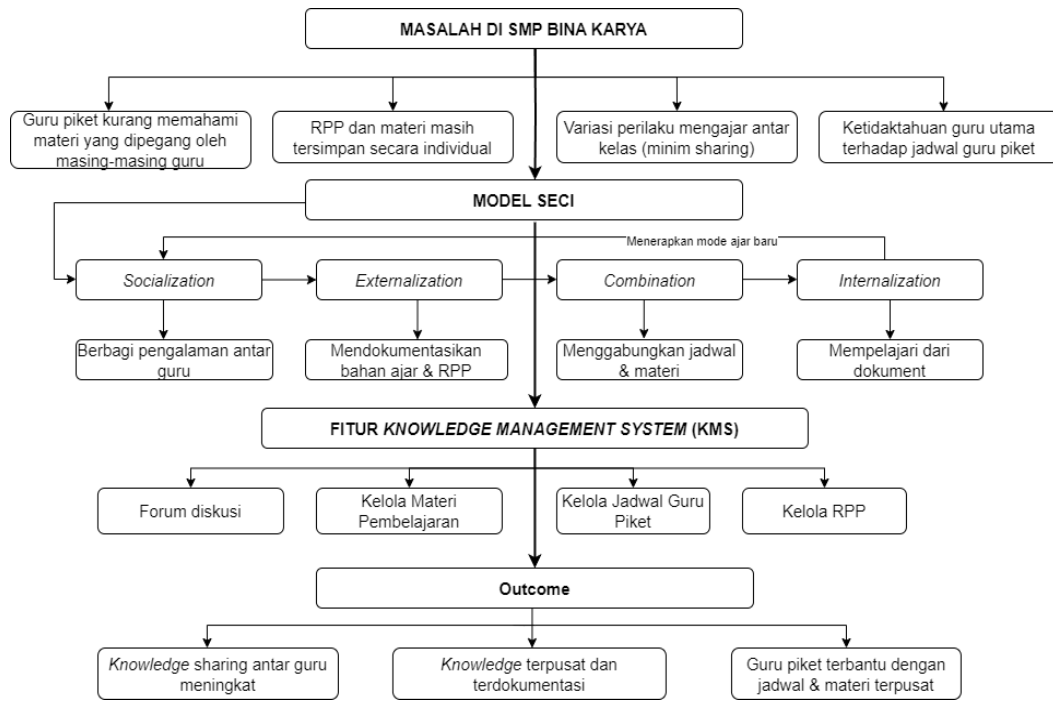 MASALAH DI SMP BINA KARYA
Guru piket kurang memahami
materi yang dipegang oleh
masing-masing guru
RPP dan materi masih
tersimpan secara individual
Variasi perilaku mengajar antar
kelas (minim sharing)
Ketidaktahuan guru utama
terhadap jadwal guru piket
MODEL SECI
Menerapkan mode ajar baru
Socialization
Externalization
Combination
Internalization
Berbagi pengalaman antar
guru
Mendokumentasikan
bahan ajar & RPP
Menggabungkan jadwal
& materi
Mempelajari dari
dokument
FITUR KNOWLEDGE MANAGEMENT SYSTEM (KMS)
Forum diskusi
Kelola Materi
Pembelajaran
Kelola Jadwal Guru
Piket
Kelola RPP
Outcome
Knowledge sharing antar guru
meningkat
Knowledge terpusat dan
terdokumentasi
Guru piket terbantu dengan
jadwal & materi terpusat